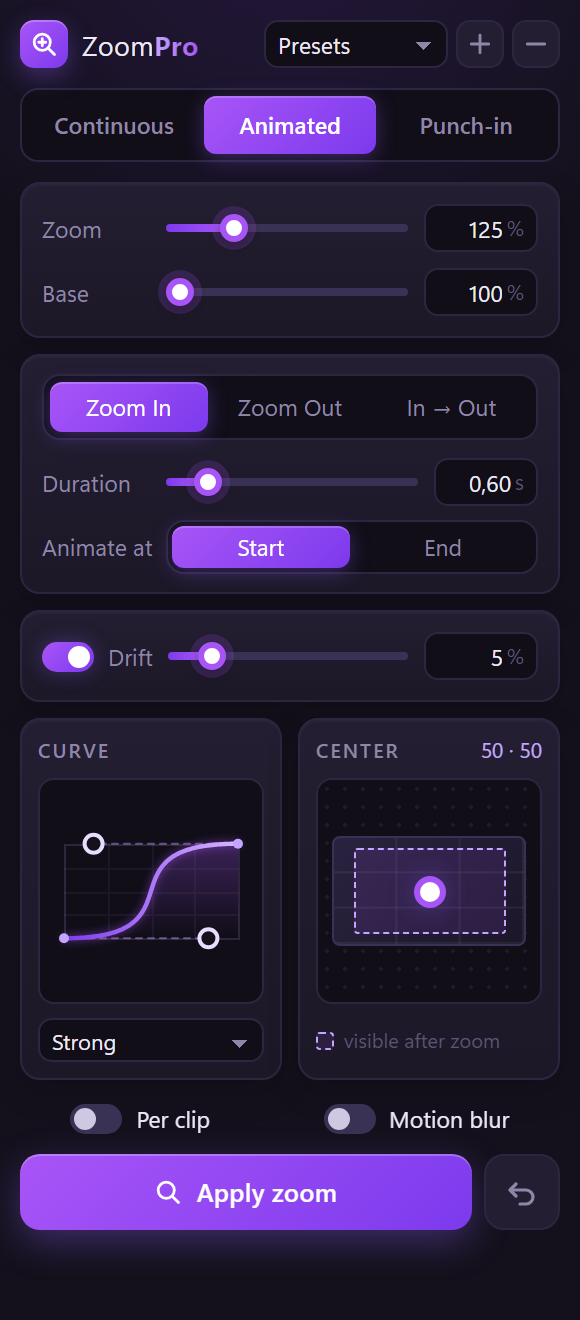 ZoomPro
Presets
Continuous
Animated
Punch-in
Zoom
125 %
Base
100 %
Zoom In
Zoom Out
In → Out
Duration
0,60 s
Animate at
Start
End
Drift
5 %
CURVE
CENTER
50 · 50
Strong
visible after zoom
Per clip
Motion blur
Apply zoom